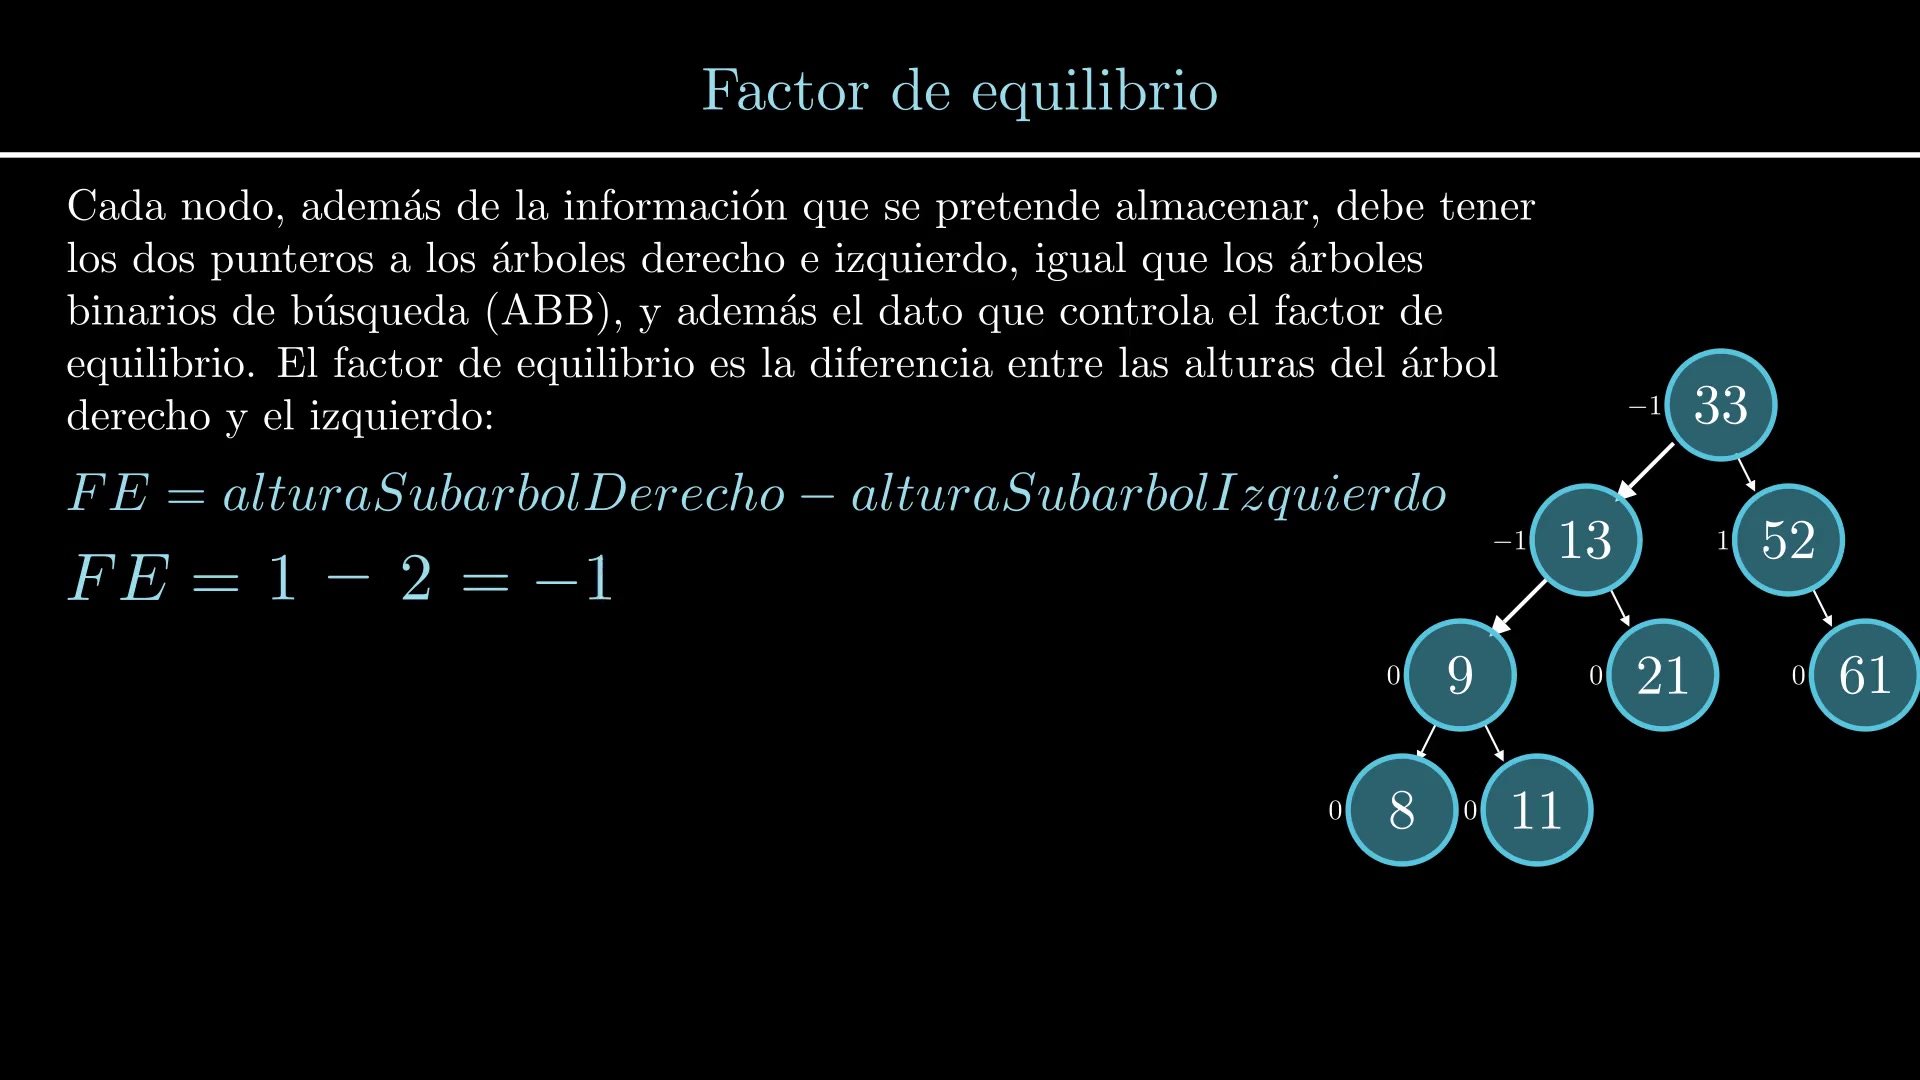 Factor de equilibrio
Cada nodo, además de la información que se pretende almacenar, debe tener
los dos punteros a los árboles derecho e izquierdo, igual que los árboles
binarios de búsqueda (ABB), y además el dato que controla el factor de
equilibrio. El factor de equilibrio es la diferencia entre las alturas del árbol
derecho y el izquierdo:
FE = alturaSubarbolDerecho − alturaSubarbolIzquierdo
FE = 1 − 2 = −1
−1 33
−1 13 1 52
0 9 0 21 0 61
0 8 0 11